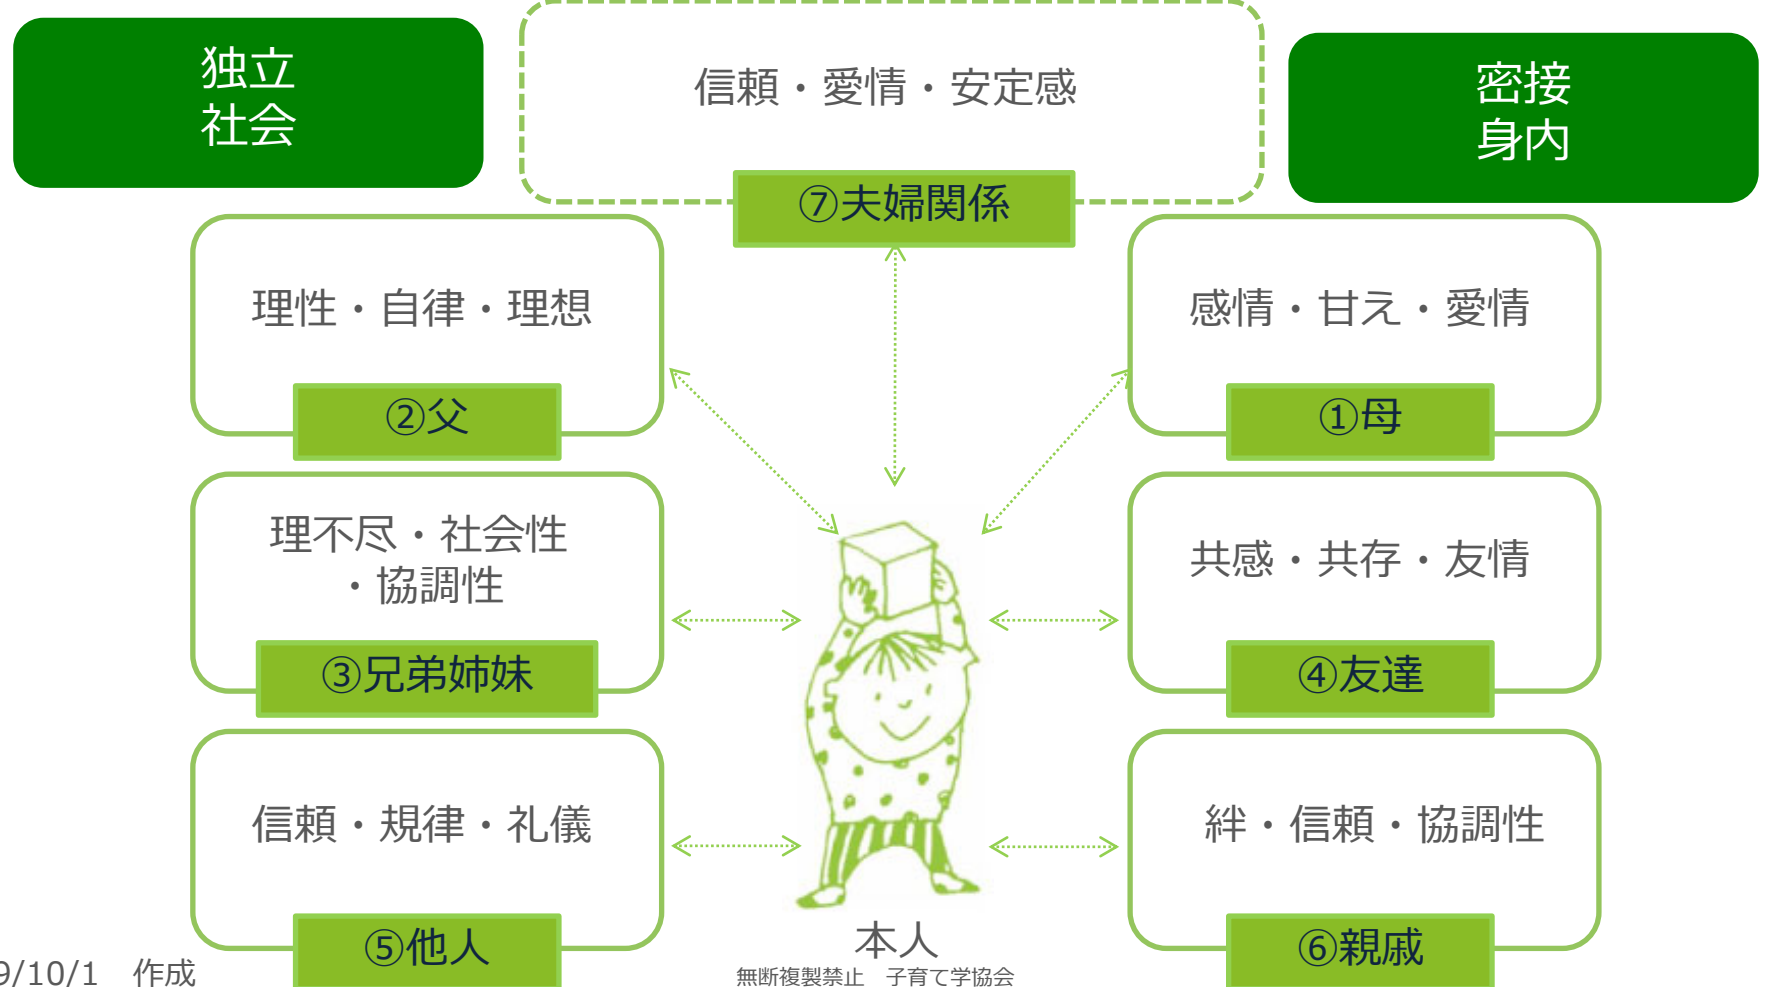 独立
社会
信頼・愛情・安定感
⑦夫婦関係
密接
身内
理性・自律・理想
②父
感情・甘え・愛情
①母
理不尽・社会性
・協調性
③兄弟姉妹
共感・共存・友情
④友達
信頼・規律・礼儀
⑤他人
絆・信頼・協調性
⑥親戚
本人
無断複製禁止　子育て学協会
9/10/1　作成